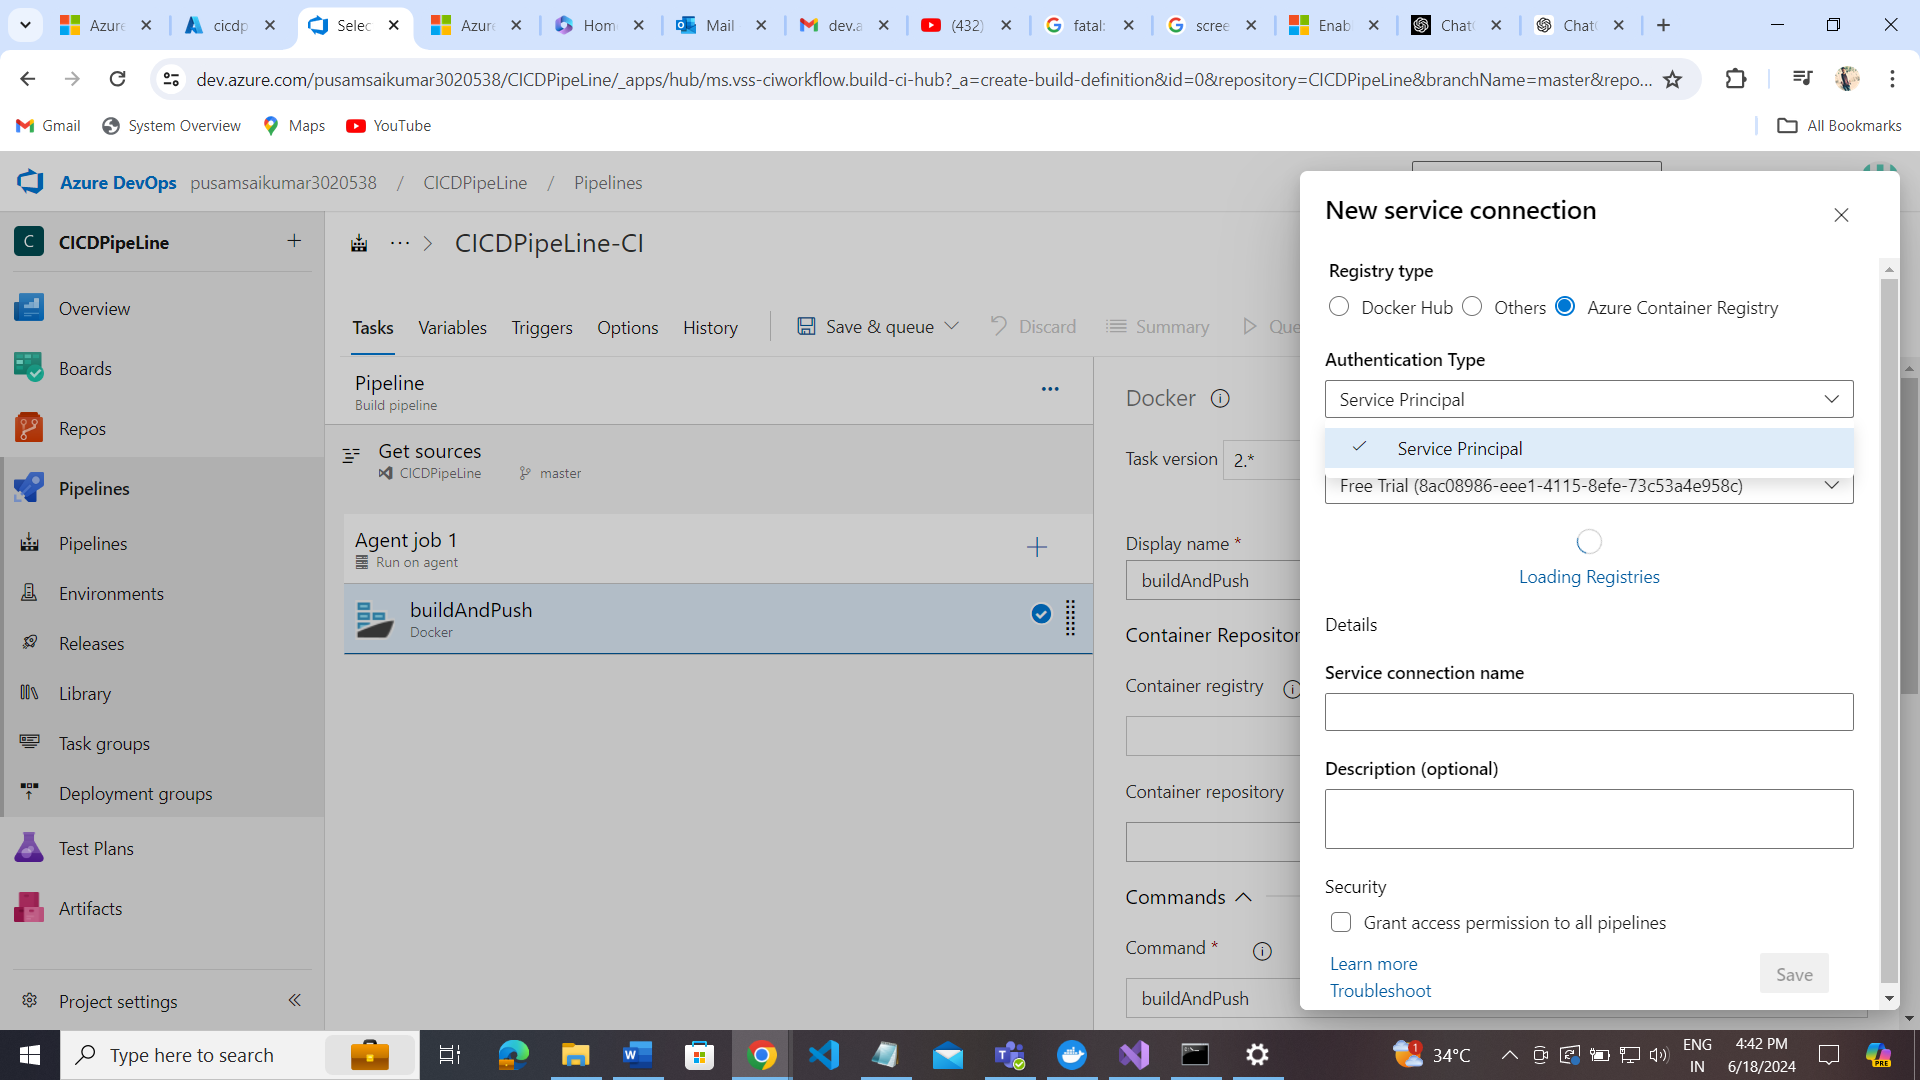 Azure
cicdp
Selec
Azure
Home
Mail
dev.a
(432)
fatal:
scree
Enab
ChatG
ChatG
dev.azure.com/pusamsaikumar3020538/CICDPipeLine/_apps/hub/ms.vss-ciworkflow.build-ci-hub?_a=create-build-definition&id=0&repository=CICDPipeLine&branchName=master&repo...
Gmail
System Overview
Maps
YouTube
All Bookmarks
Azure DevOps
pusamsaikumar3020538 / CICDPipeLine / Pipelines
C CICDPipeLine
Overview
Boards
Repos
Pipelines
Pipelines
Environments
Releases
Library
Task groups
Deployment groups
Test Plans
Artifacts
Project settings
··· > CICDPipeLine-CI
Tasks
Variables
Triggers
Options
History
Save & queue
Discard
Summary
Que
Pipeline
Build pipeline
Get sources
CICDPipeLine
master
Agent job 1
Run on agent
buildAndPush
Docker
Docker
Task version 2.*
Display name *
buildAndPush
Container Repositor
Container registry
Container repository
Commands
Command *
buildAndPush
New service connection
Registry type
Docker Hub
Others
Azure Container Registry
Authentication Type
Service Principal
Service Principal
Free Trial (8ac08986-eee1-4115-8efe-73c53a4e958c)
Loading Registries
Details
Service connection name
Description (optional)
Security
Grant access permission to all pipelines
Learn more
Troubleshoot
Save
Type here to search
1
34°C
ENG
IN
4:42 PM
6/18/2024
PRE